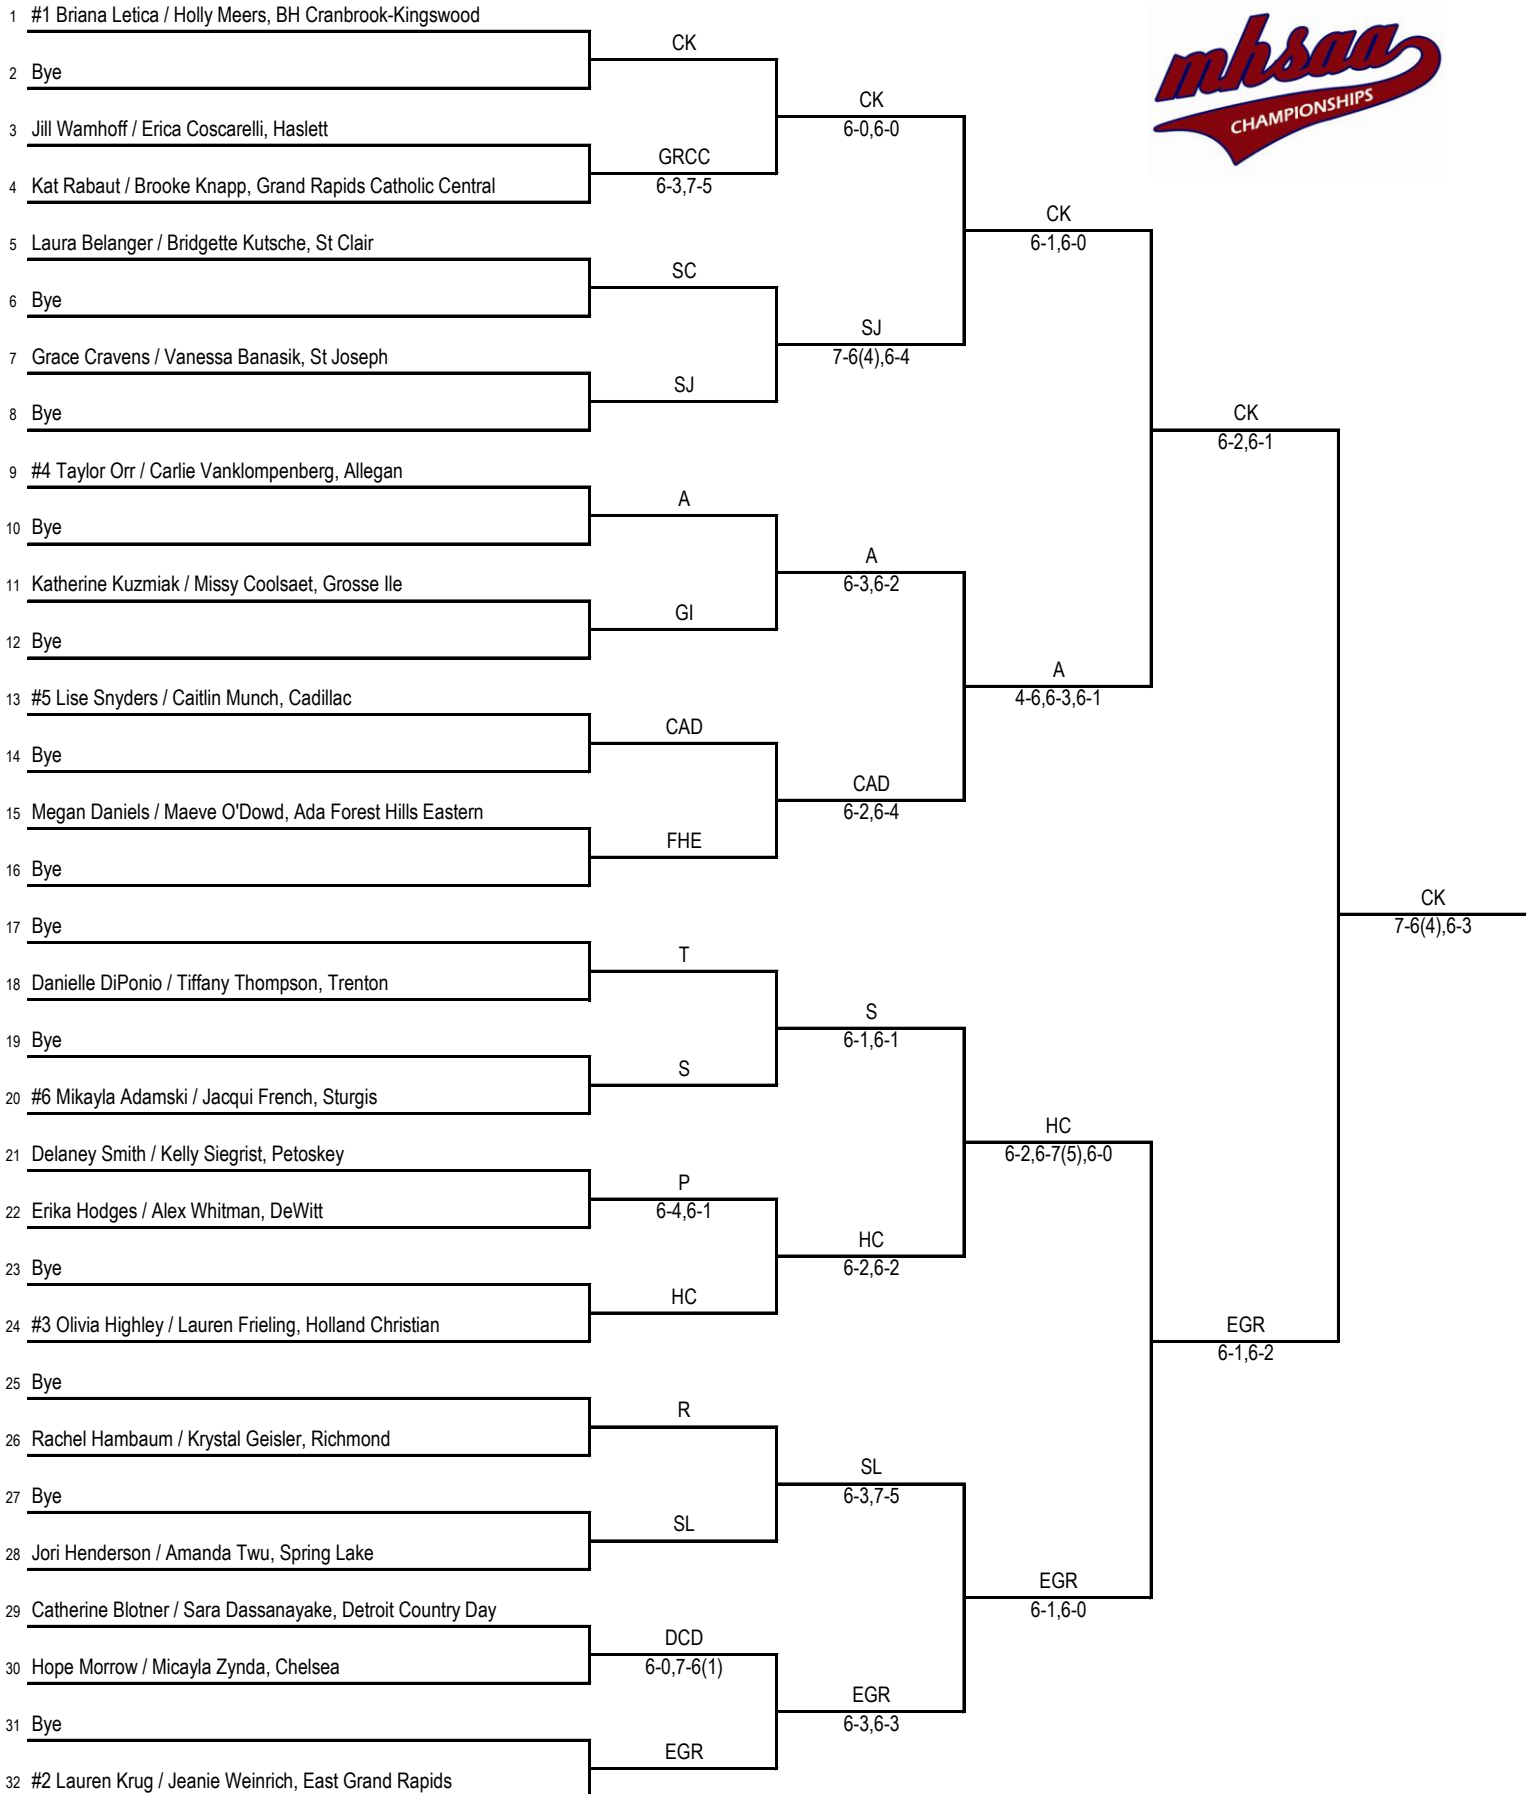 1 #1 Briana Letica / Holly Meers, BH Cranbrook-Kingswood
CK
2 Bye
CK
6-0,6-0
mhsaa
CHAMPIONSHIPS
3 Jill Wamhoff / Erica Coscarelli, Haslett
GRCC
6-3,7-5
4 Kat Rabaut / Brooke Knapp, Grand Rapids Catholic Central
CK
6-1,6-0
5 Laura Belanger / Bridgette Kutsche, St Clair
SC
6 Bye
SJ
7-6(4),6-4
7 Grace Cravens / Vanessa Banasik, St Joseph
SJ
8 Bye
CK
6-2,6-1
9 #4 Taylor Orr / Carlie Vanklompenberg, Allegan
A
10 Bye
A
6-3,6-2
11 Katherine Kuzmiak / Missy Coolsaet, Grosse Ile
GI
12 Bye
A
4-6,6-3,6-1
13 #5 Lise Snyders / Caitlin Munch, Cadillac
CAD
14 Bye
CAD
6-2,6-4
15 Megan Daniels / Maeve O'Dowd, Ada Forest Hills Eastern
FHE
16 Bye
CK
7-6(4),6-3
17 Bye
T
18 Danielle DiPonio / Tiffany Thompson, Trenton
S
6-1,6-1
19 Bye
S
20 #6 Mikayla Adamski / Jacqui French, Sturgis
HC
6-2,6-7(5),6-0
21 Delaney Smith / Kelly Siegrist, Petoskey
P
6-4,6-1
22 Erika Hodges / Alex Whitman, DeWitt
HC
6-2,6-2
23 Bye
HC
24 #3 Olivia Highley / Lauren Frieling, Holland Christian
EGR
6-1,6-2
25 Bye
R
26 Rachel Hambaum / Krystal Geisler, Richmond
SL
6-3,7-5
27 Bye
SL
28 Jori Henderson / Amanda Twu, Spring Lake
EGR
6-1,6-0
29 Catherine Blotner / Sara Dassanayake, Detroit Country Day
DCD
6-0,7-6(1)
30 Hope Morrow / Micayla Zynda, Chelsea
EGR
6-3,6-3
31 Bye
EGR
32 #2 Lauren Krug / Jeanie Weinrich, East Grand Rapids